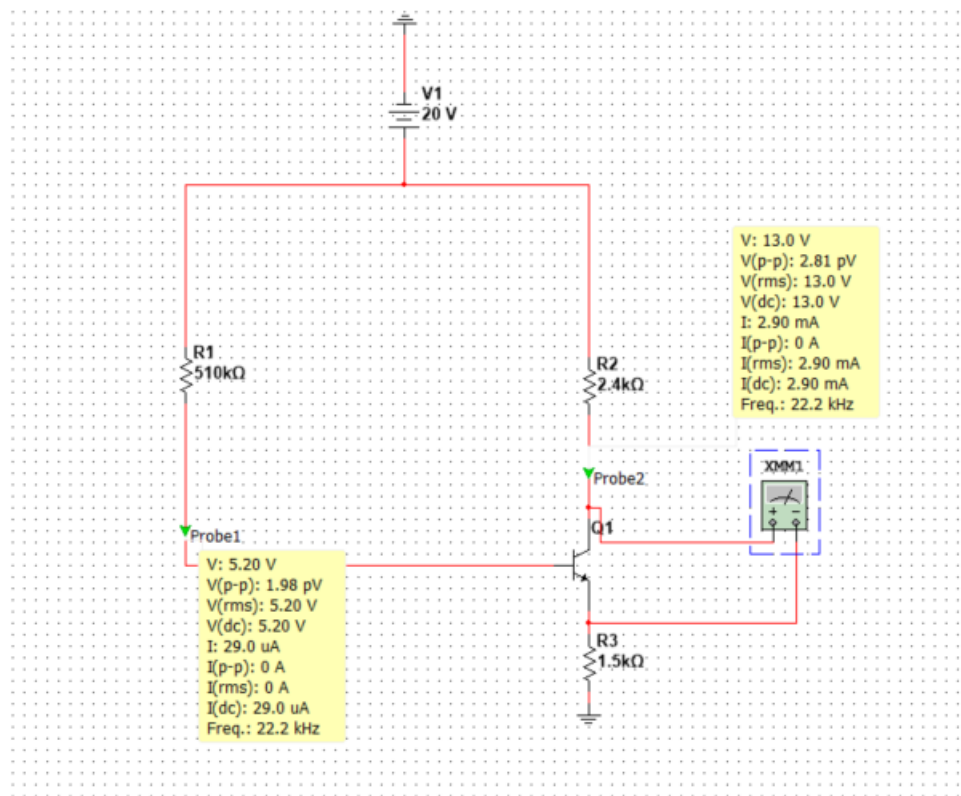 V1
20 V
V: 13.0 V
V(p-p): 2.81 pV
V(rms): 13.0 V
V(dc): 13.0 V
I: 2.90 mA
I(p-p): 0 A
I(rms): 2.90 mA
I(dc): 2.90 mA
Freq.: 22.2 kHz
R1
510kΩ
R2
2.4kΩ
XMM1
Probe2
+ −
Q1
Probe1
V: 5.20 V
V(p-p): 1.98 pV
V(rms): 5.20 V
V(dc): 5.20 V
I: 29.0 uA
I(p-p): 0 A
I(rms): 0 A
I(dc): 29.0 uA
Freq.: 22.2 kHz
R3
1.5kΩ